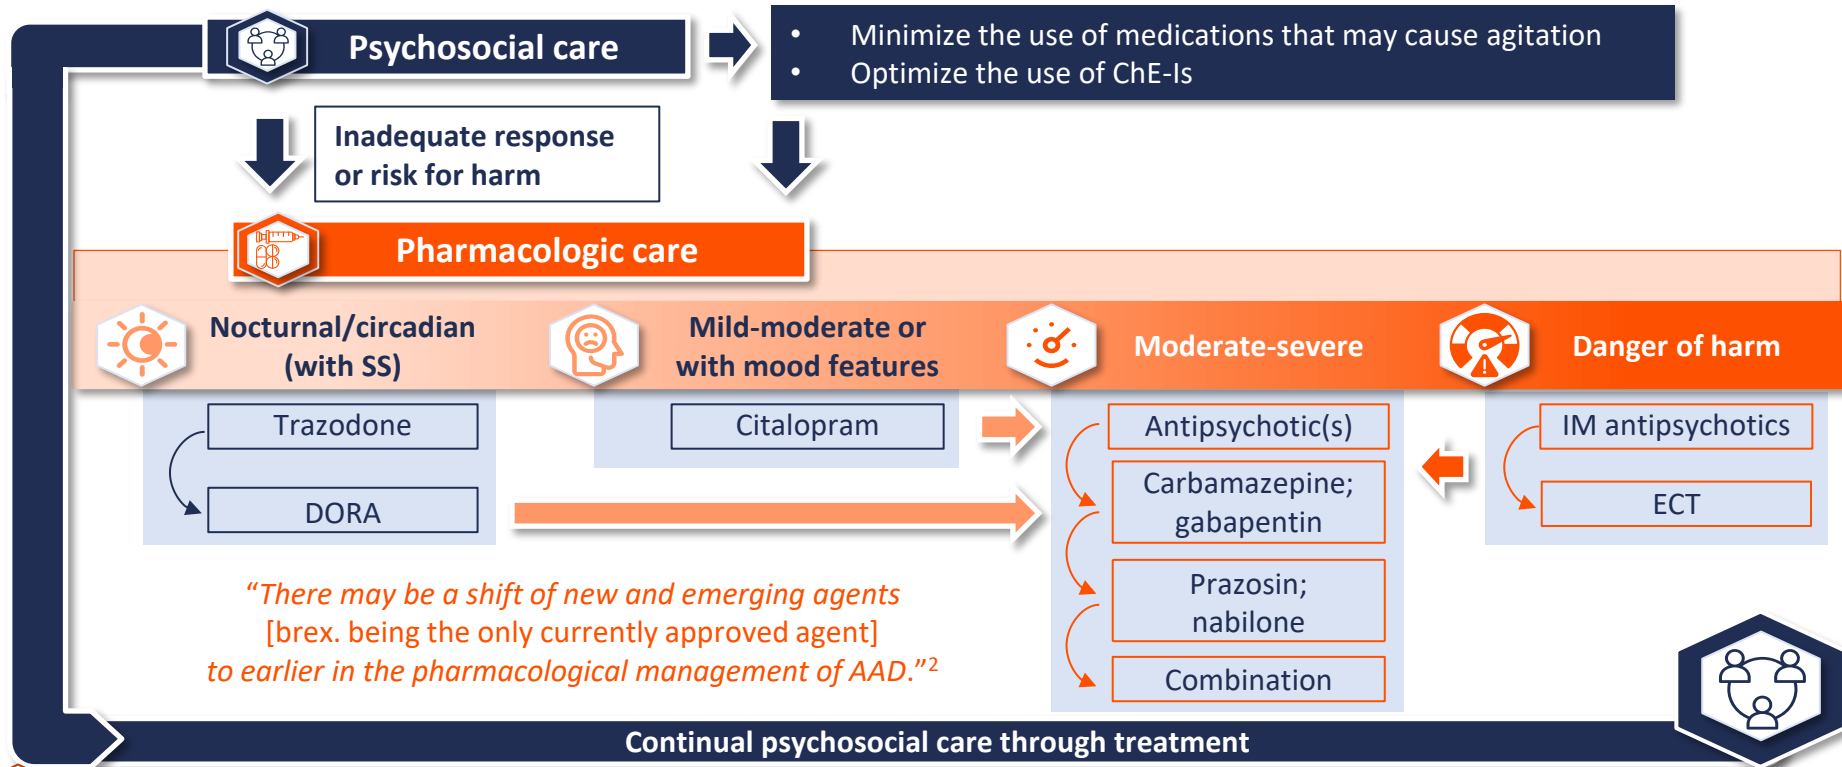 Psychosocial care
• Minimize the use of medications that may cause agitation
• Optimize the use of ChE-Is
Inadequate response
or risk for harm
Pharmacologic care
Nocturnal/circadian
(with SS)
Mild-moderate or
with mood features
Moderate-severe
Danger of harm
Trazodone
DORA
Citalopram
Antipsychotic(s)
Carbamazepine;
gabapentin
Prazosin;
nabilone
Combination
IM antipsychotics
ECT
“There may be a shift of new and emerging agents
[brex. being the only currently approved agent]
to earlier in the pharmacological management of AAD.”2
Continual psychosocial care through treatment